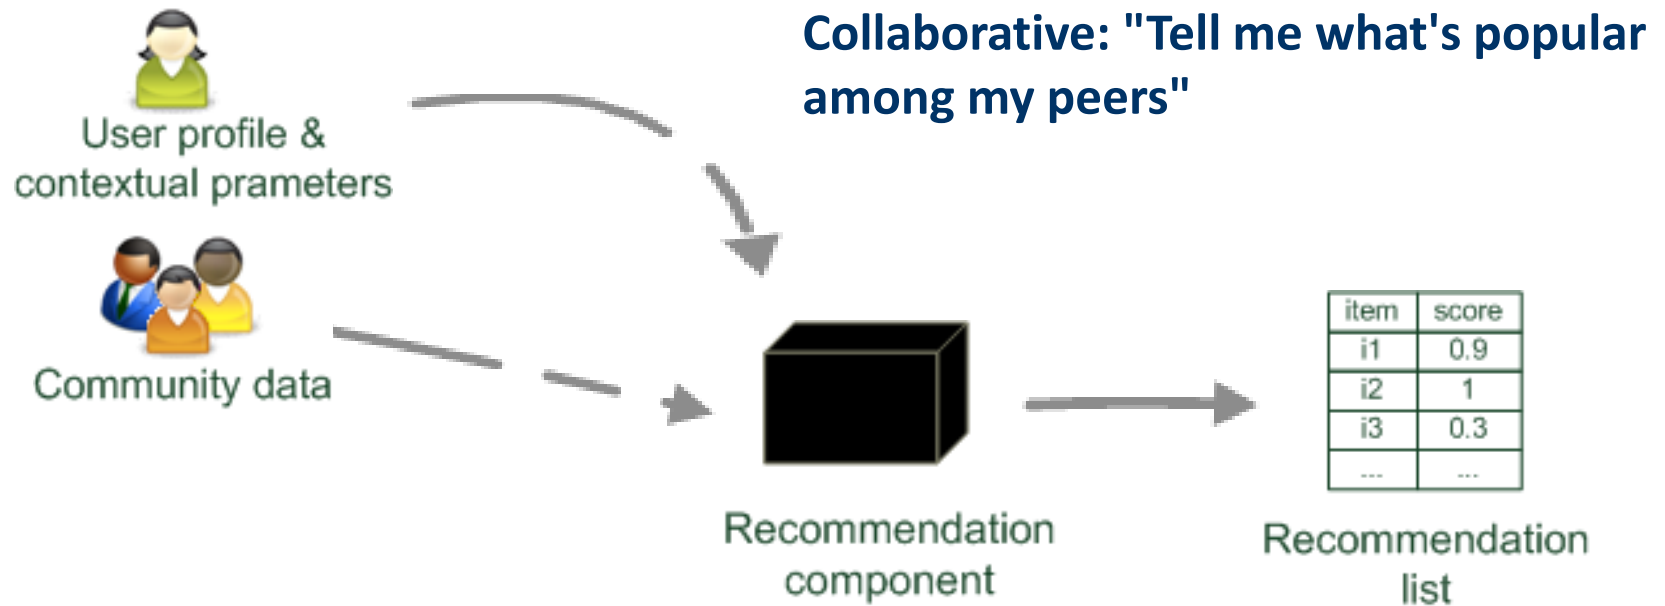 Collaborative: "Tell me what's popular
among my peers"
User profile &
contextual prameters
Community data
item score
i1 0.9
i2 1
i3 0.3
... ...
Recommendation
component
Recommendation
list